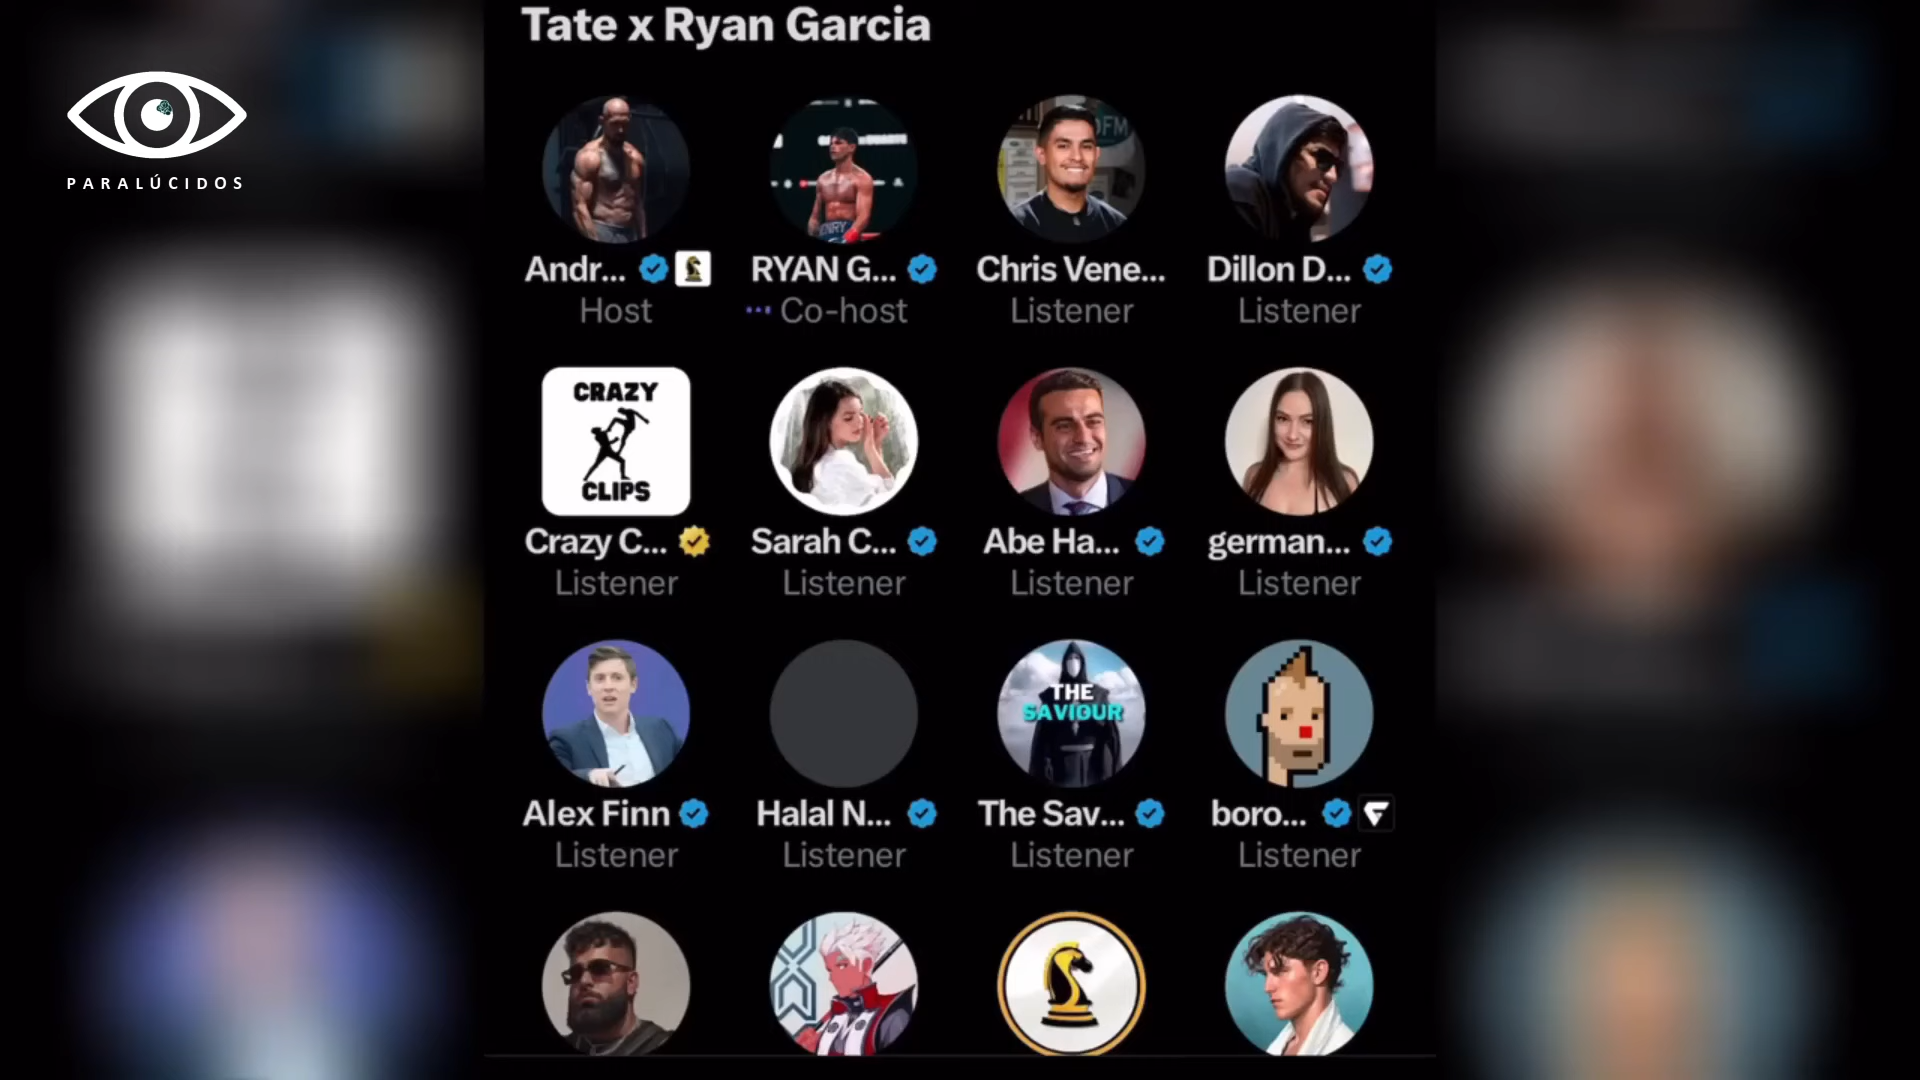 Tate x Ryan Garcia
PARALÚCIDOS
Andr...
RYAN G...
Chris Vene...
Dillon D...
Host
Co-host
Listener
Listener
CRAZY
CLIPS
Crazy C...
Sarah C...
Abe Ha...
german...
Listener
Listener
Listener
Listener
THE
SAVIOUR
Alex Finn
Halal N...
The Sav...
boro...
Listener
Listener
Listener
Listener